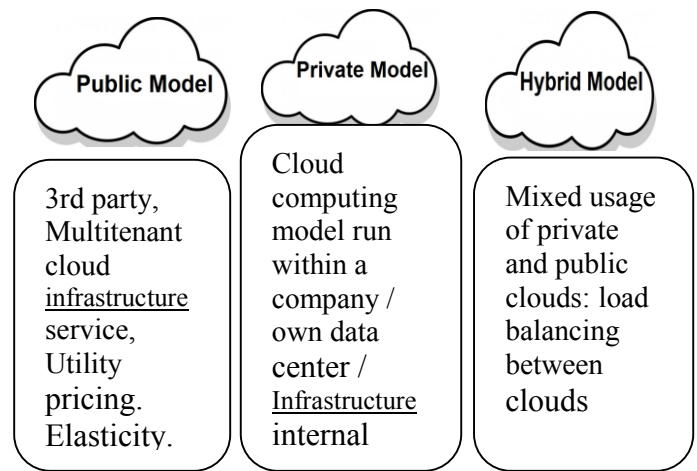 Public Model
3rd party,
Multitenant
cloud
infrastructure
service,
Utility
pricing.
Elasticity.
Private Model
Cloud
computing
model run
within a
company /
own data
center /
Infrastructure
internal
Hybrid Model
Mixed usage
of private
and public
clouds: load
balancing
between
clouds